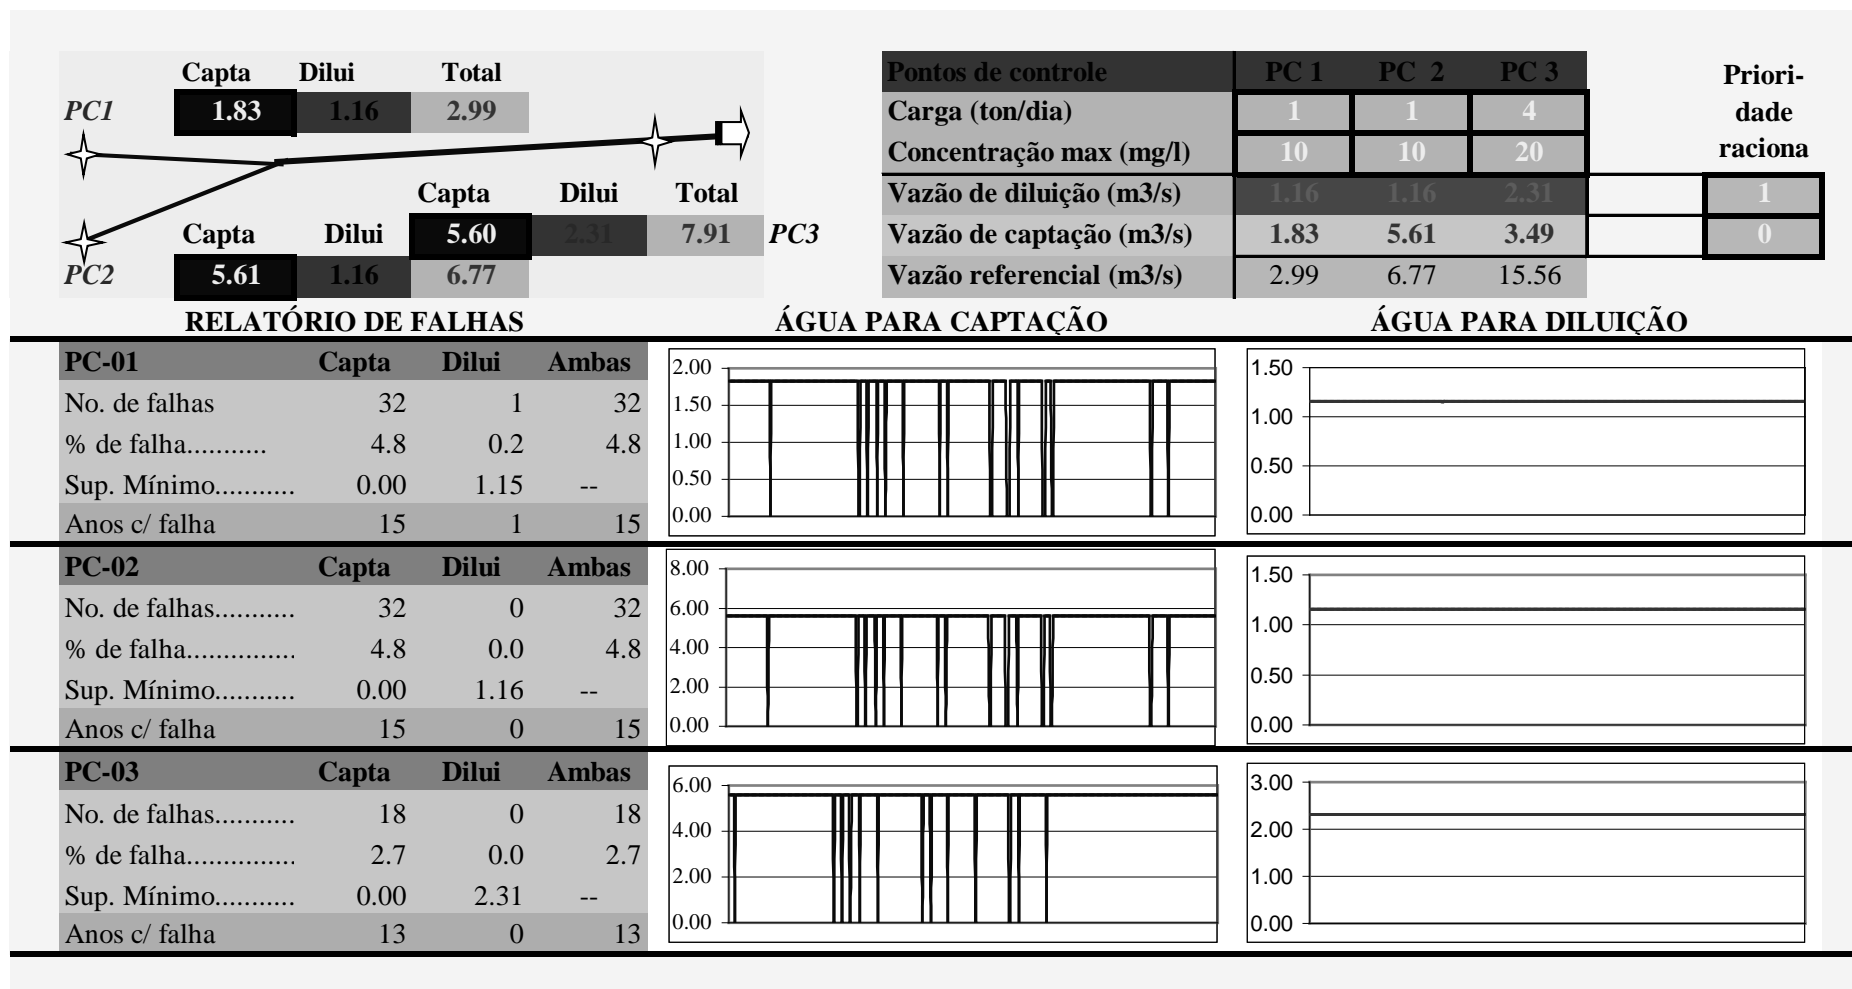 Capta Dilui Total
PC1 1.83 1.16 2.99
Capta Dilui Total
Capta Dilui 5.60 2.31 7.91 PC3
PC2 5.61 1.16 6.77
Pontos de controle PC 1 PC 2 PC 3
Carga (ton/dia) 1 1 4
Concentração max (mg/l) 10 10 20
Vazão de diluição (m3/s) 1.16 1.16 2.31
Vazão de captação (m3/s) 1.83 5.61 3.49
Vazão referencial (m3/s) 2.99 6.77 15.56
Priori-
dade
raciona
1
0
RELATÓRIO DE FALHAS ÁGUA PARA CAPTAÇÃO ÁGUA PARA DILUIÇÃO
PC-01 Capta Dilui Ambas
No. de falhas 32 1 32
% de falha........... 4.8 0.2 4.8
Sup. Mínimo........... 0.00 1.15 --
Anos c/ falha 15 1 15
2.00
1.50
1.00
0.50
0.00
1.50
1.00
0.50
0.00
PC-02 Capta Dilui Ambas
No. de falhas........... 32 0 32
% de falha............... 4.8 0.0 4.8
Sup. Mínimo........... 0.00 1.16 --
Anos c/ falha 15 0 15
8.00
6.00
4.00
2.00
0.00
1.50
1.00
0.50
0.00
PC-03 Capta Dilui Ambas
No. de falhas........... 18 0 18
% de falha............... 2.7 0.0 2.7
Sup. Mínimo........... 0.00 2.31 --
Anos c/ falha 13 0 13
6.00
4.00
2.00
0.00
3.00
2.00
1.00
0.00